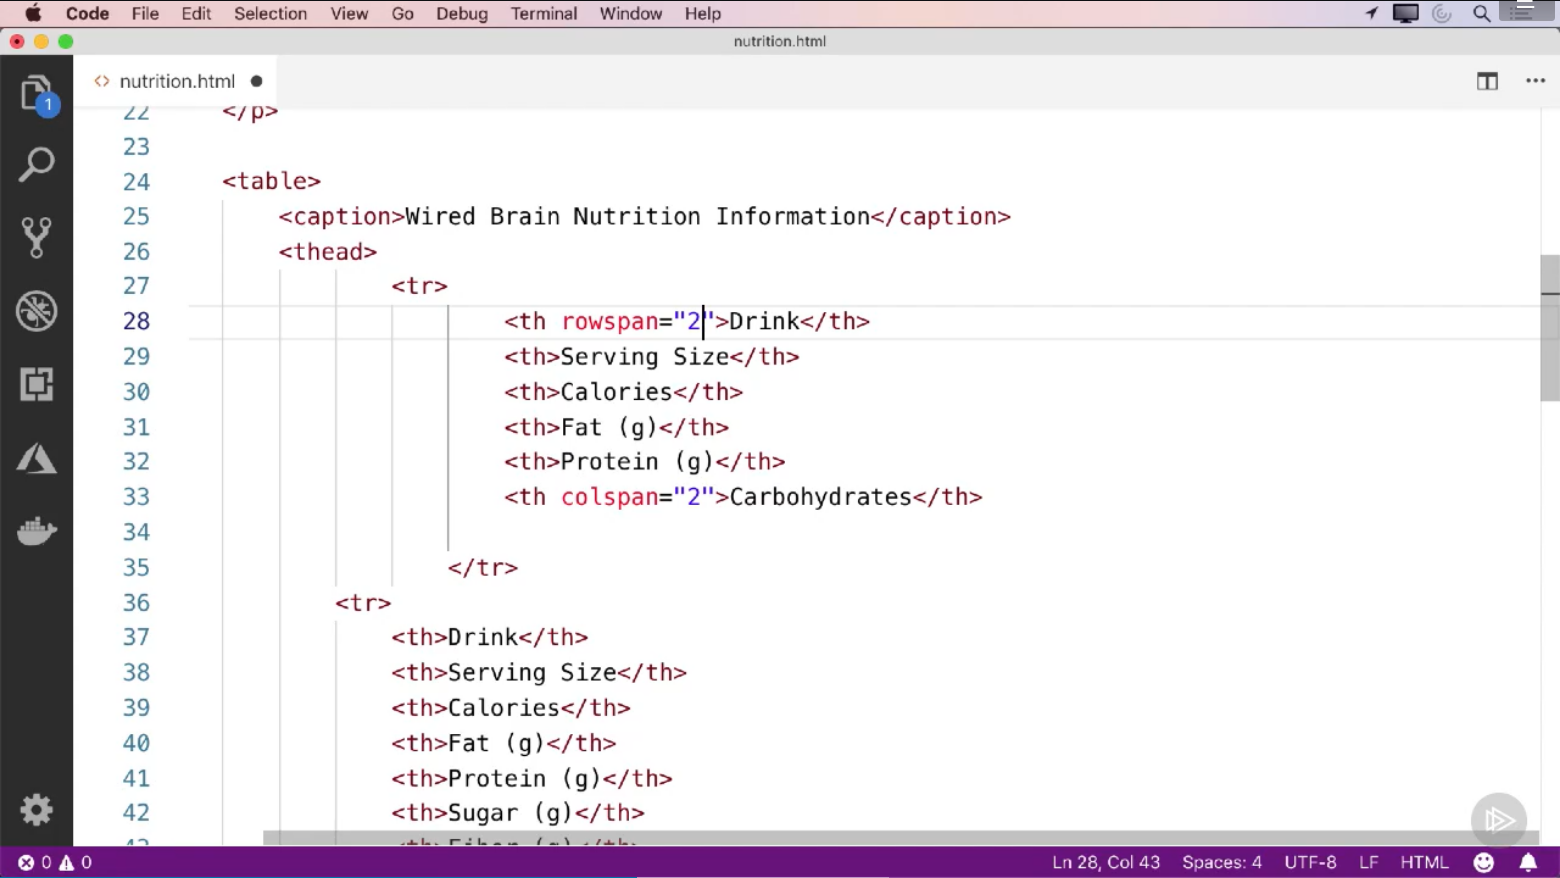 Code File Edit Selection View Go Debug Terminal Window Help
nutrition.html
nutrition.html
1
22 </p>
23
24 <table>
25 <caption>Wired Brain Nutrition Information</caption>
26 <thead>
27 <tr>
28 <th rowspan="2">Drink</th>
29 <th>Serving Size</th>
30 <th>Calories</th>
31 <th>Fat (g)</th>
32 <th>Protein (g)</th>
33 <th colspan="2">Carbohydrates</th>
34
35 </tr>
36 <tr>
37 <th>Drink</th>
38 <th>Serving Size</th>
39 <th>Calories</th>
40 <th>Fat (g)</th>
41 <th>Protein (g)</th>
42 <th>Sugar (g)</th>
43 <th>Fiber (g)</th>
0 0 Ln 28, Col 43 Spaces: 4 UTF-8 LF HTML